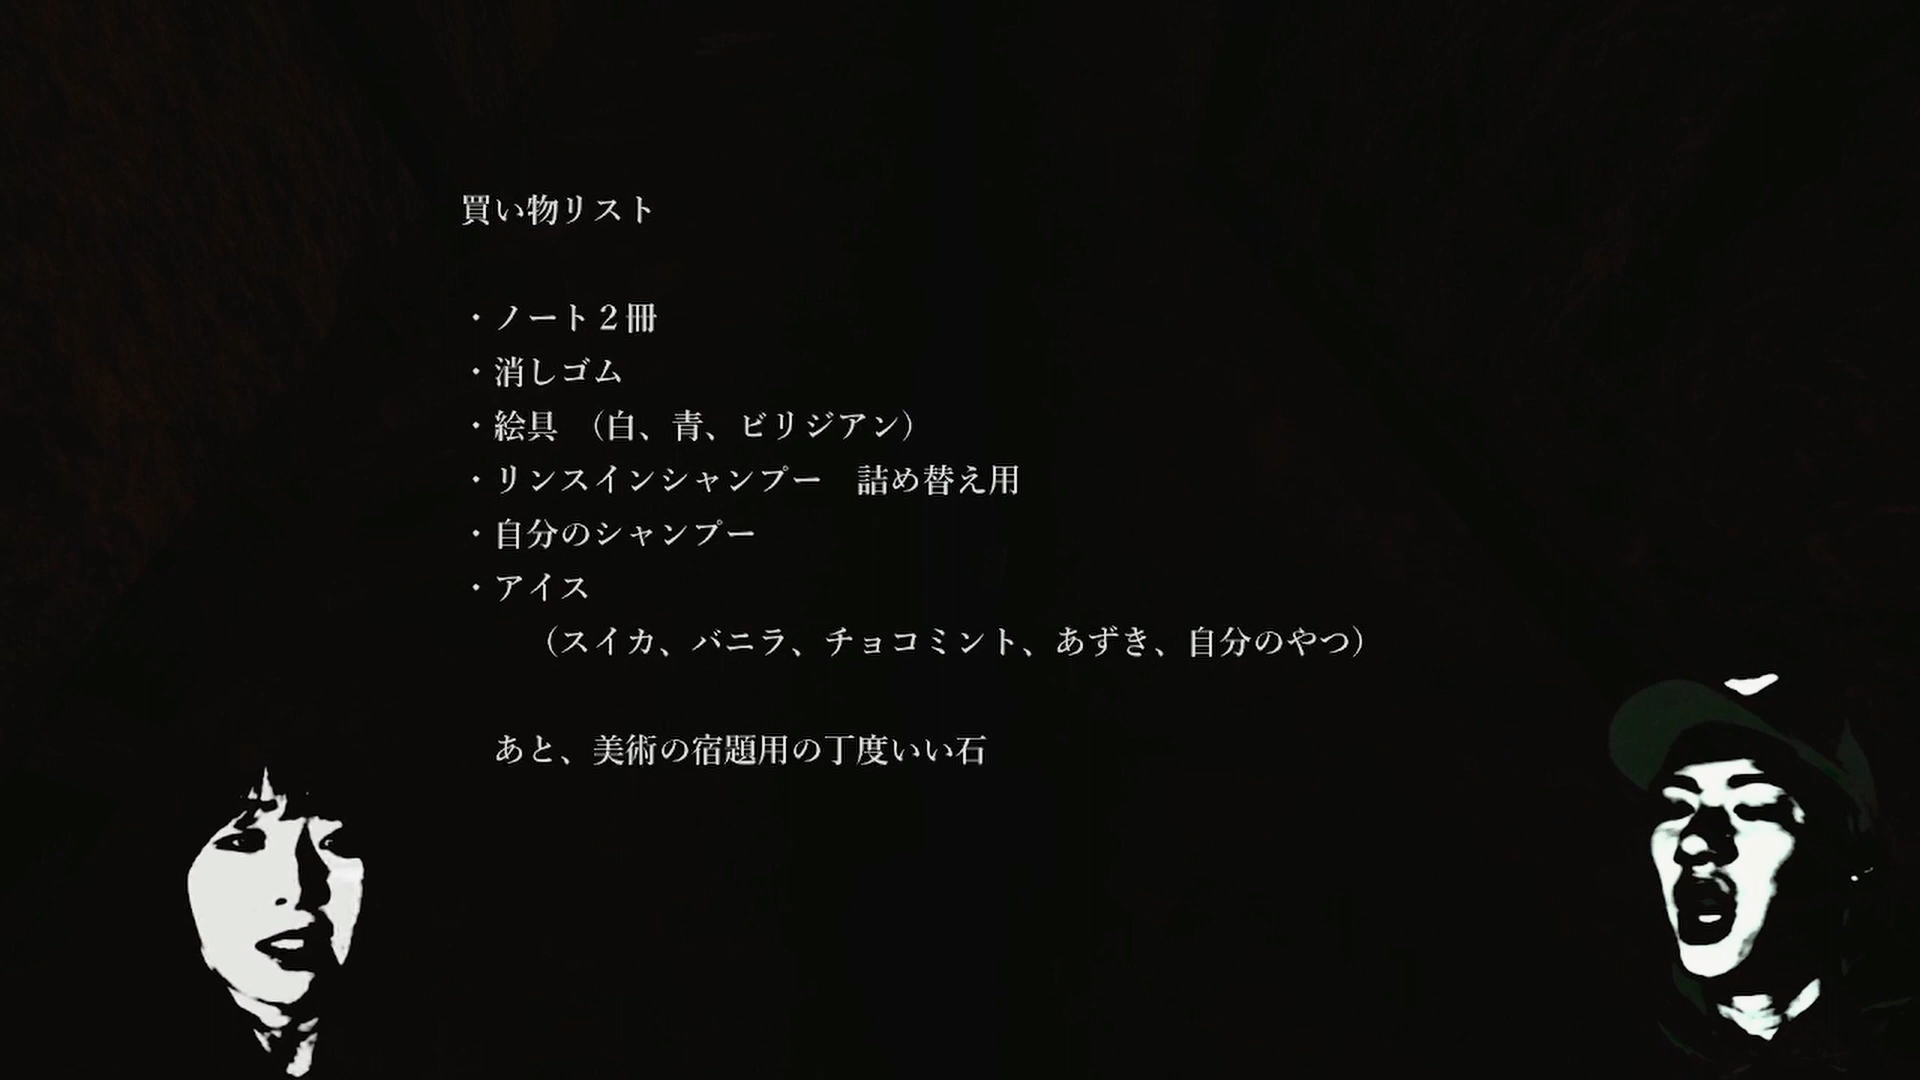 買い物リスト
・ノート２冊
・消しゴム
・絵具　（白、青、ビリジアン）
・リンスインシャンプー　詰め替え用
・自分のシャンプー
・アイス
（スイカ、バニラ、チョコミント、あずき、自分のやつ）
あと、美術の宿題用の丁度いい石